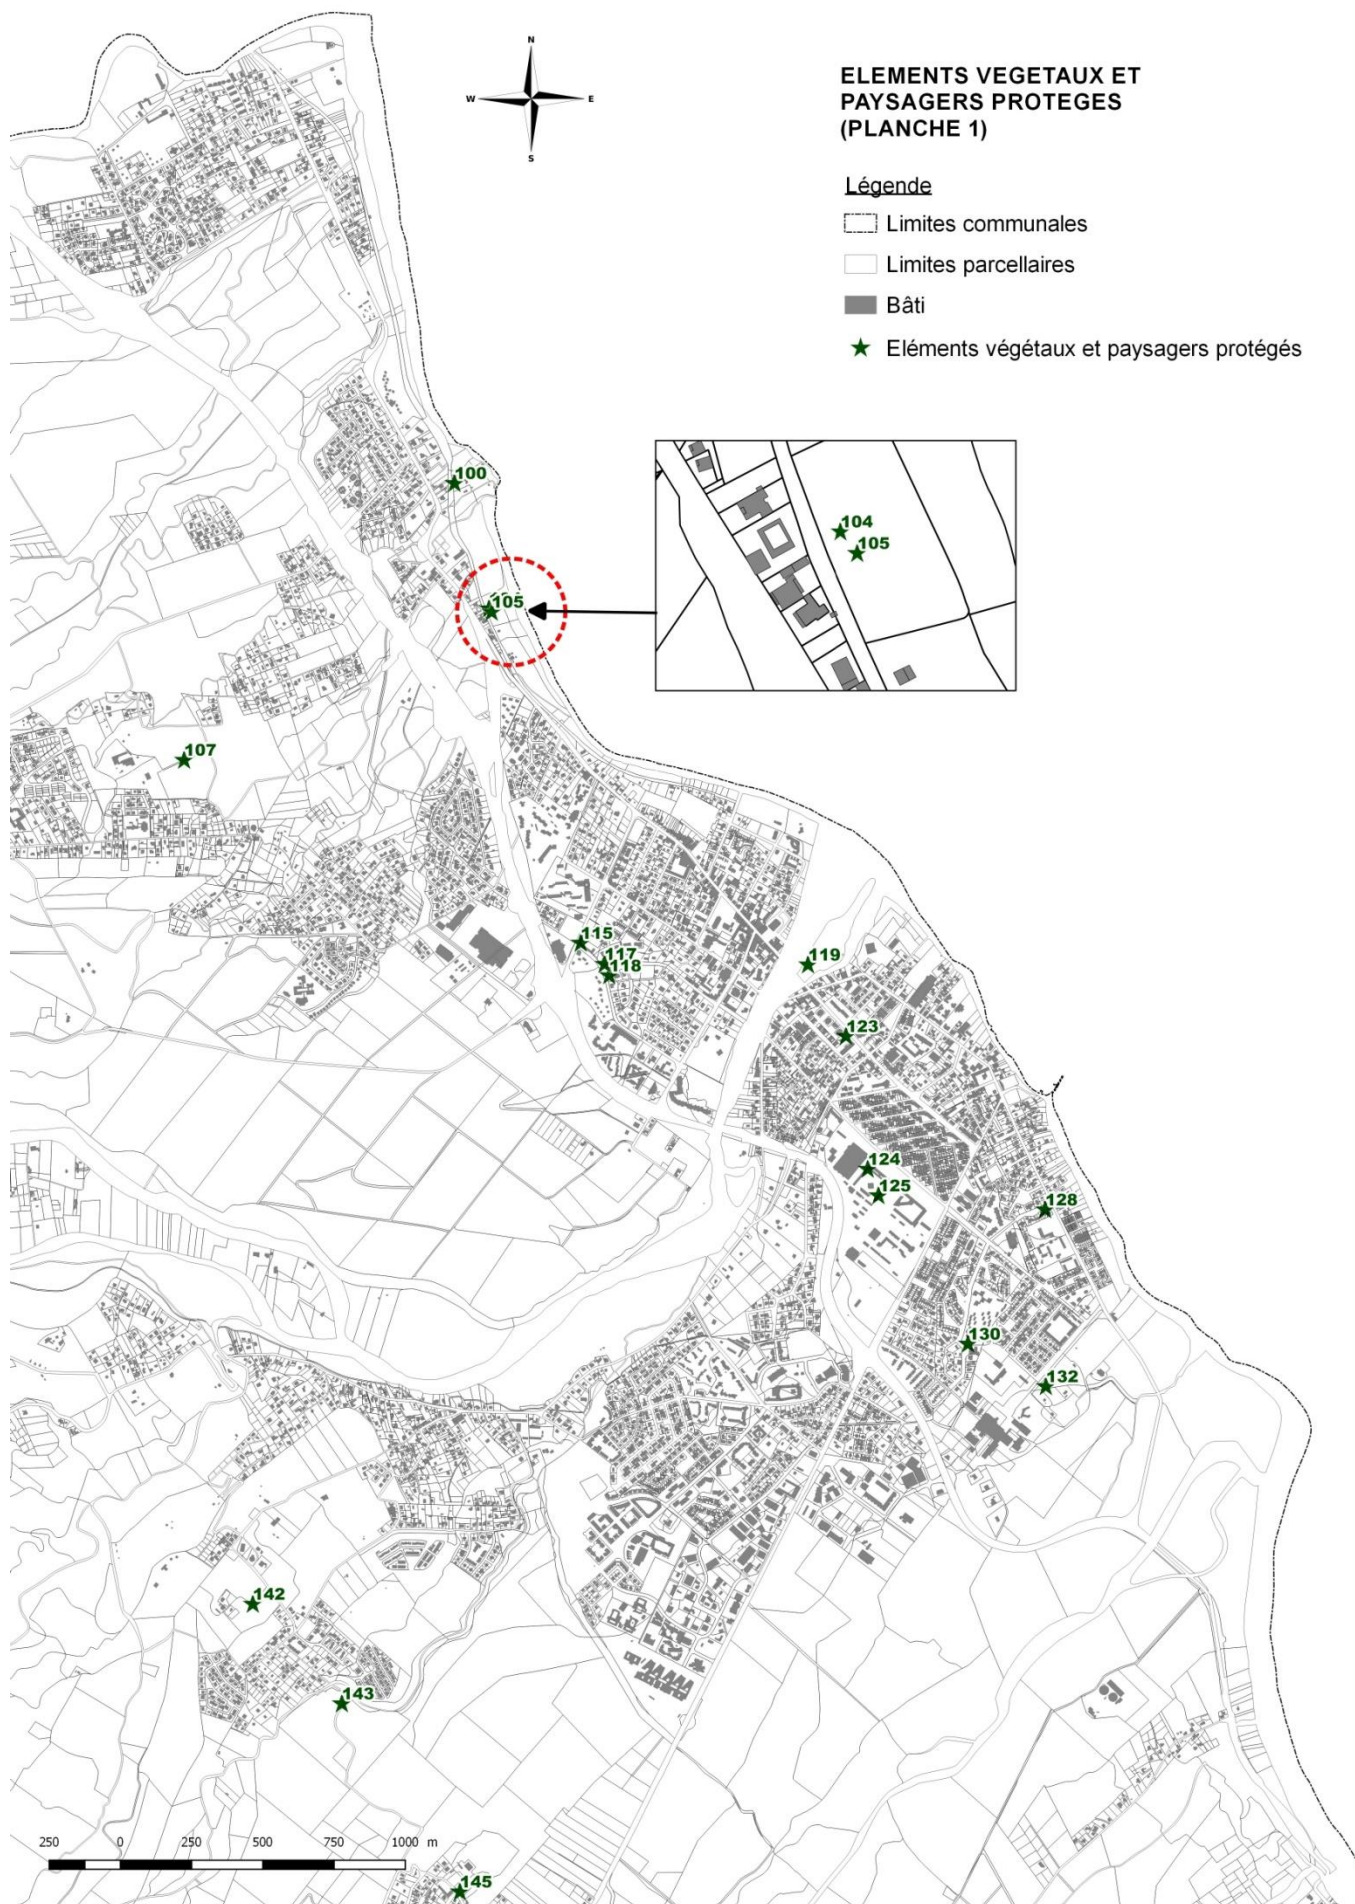 N
W
E
S
ELEMENTS VEGETAUX ET
PAYSAGERS PROTEGES
(PLANCHE 1)
Légende
Limites communales
Limites parcellaires
Bâti
Eléments végétaux et paysagers protégés
100
104
105
105
107
115
117
118
119
123
124
125
128
130
132
142
143
250 0 250 500 750 1000 m
145